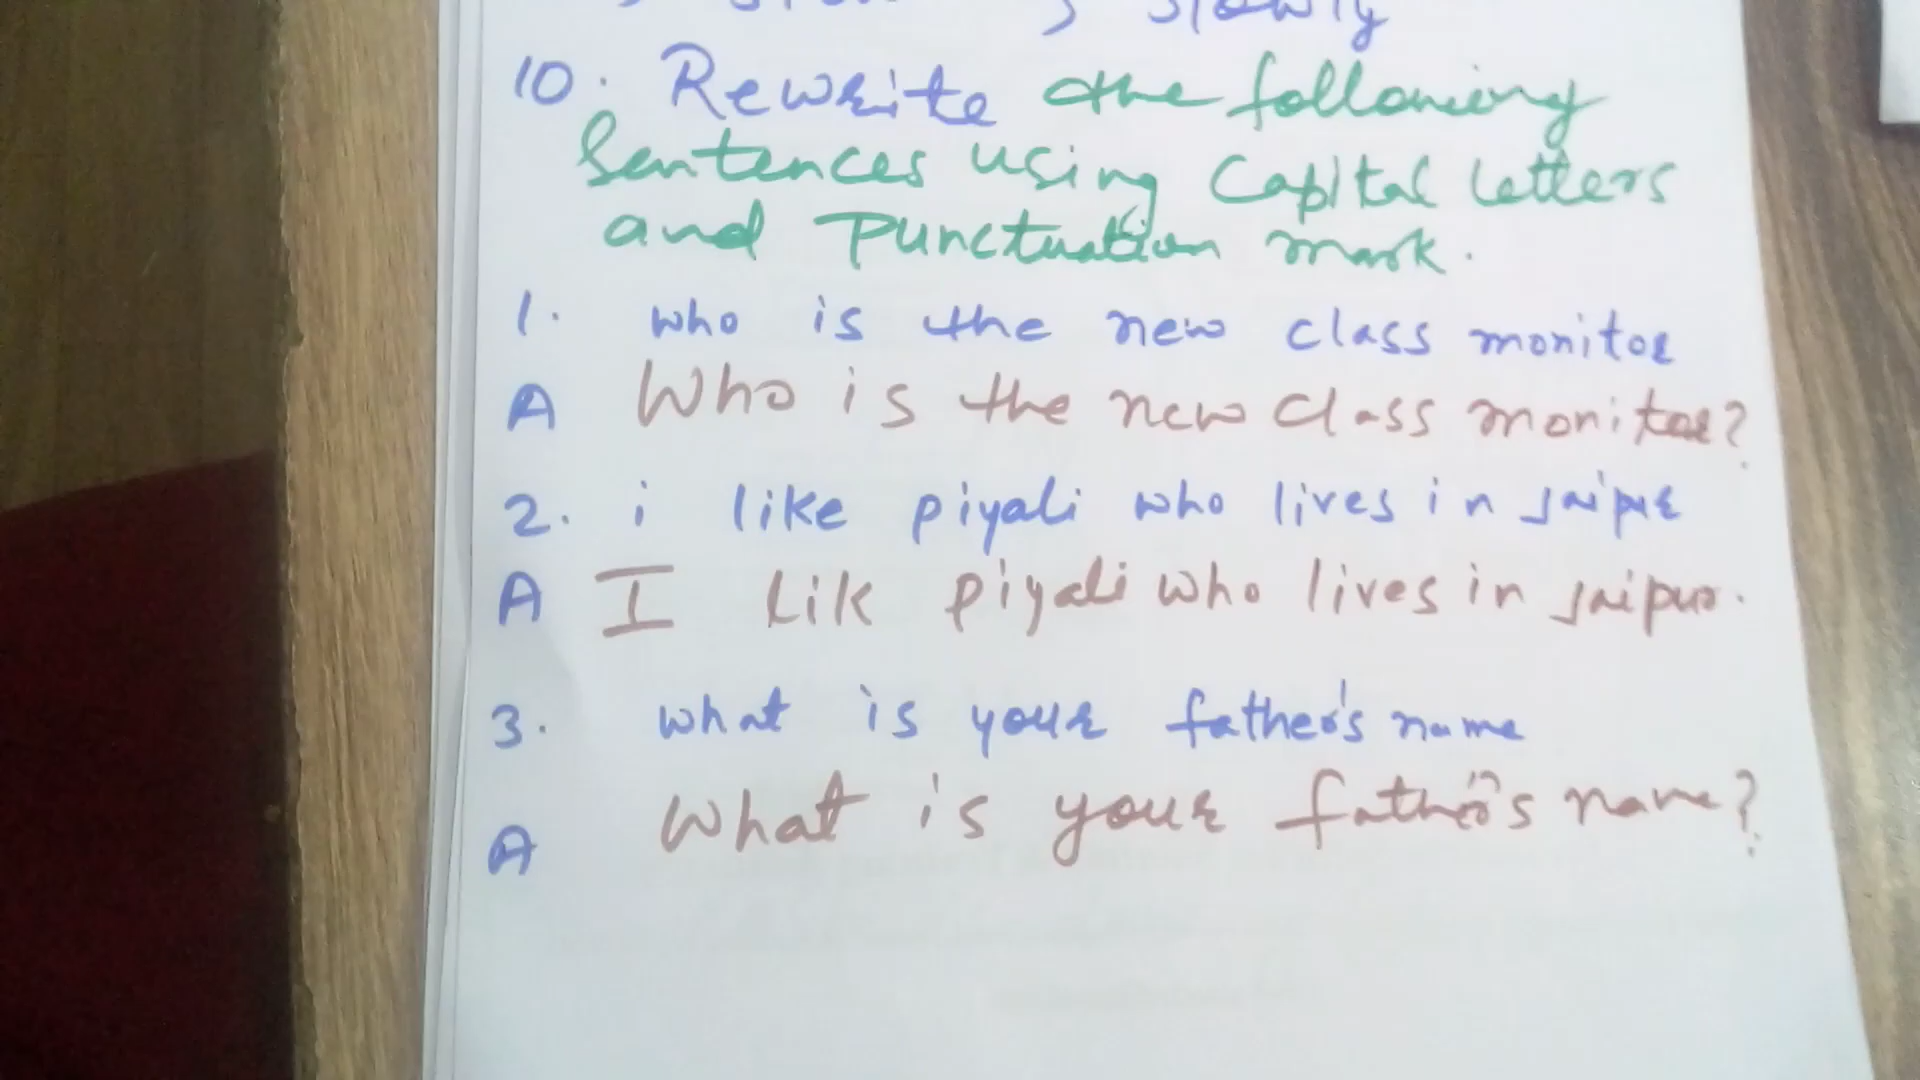 slowly
10. Rewrite the following
Sentences using Capital letters
and Punctuation mark.
1. who is the new class monitor
A Who is the new class monitor?
2. i like piyali who lives in jaipur
A I Lik Piyali who lives in jaipur.
3. what is your father's name
A What is your father's name?